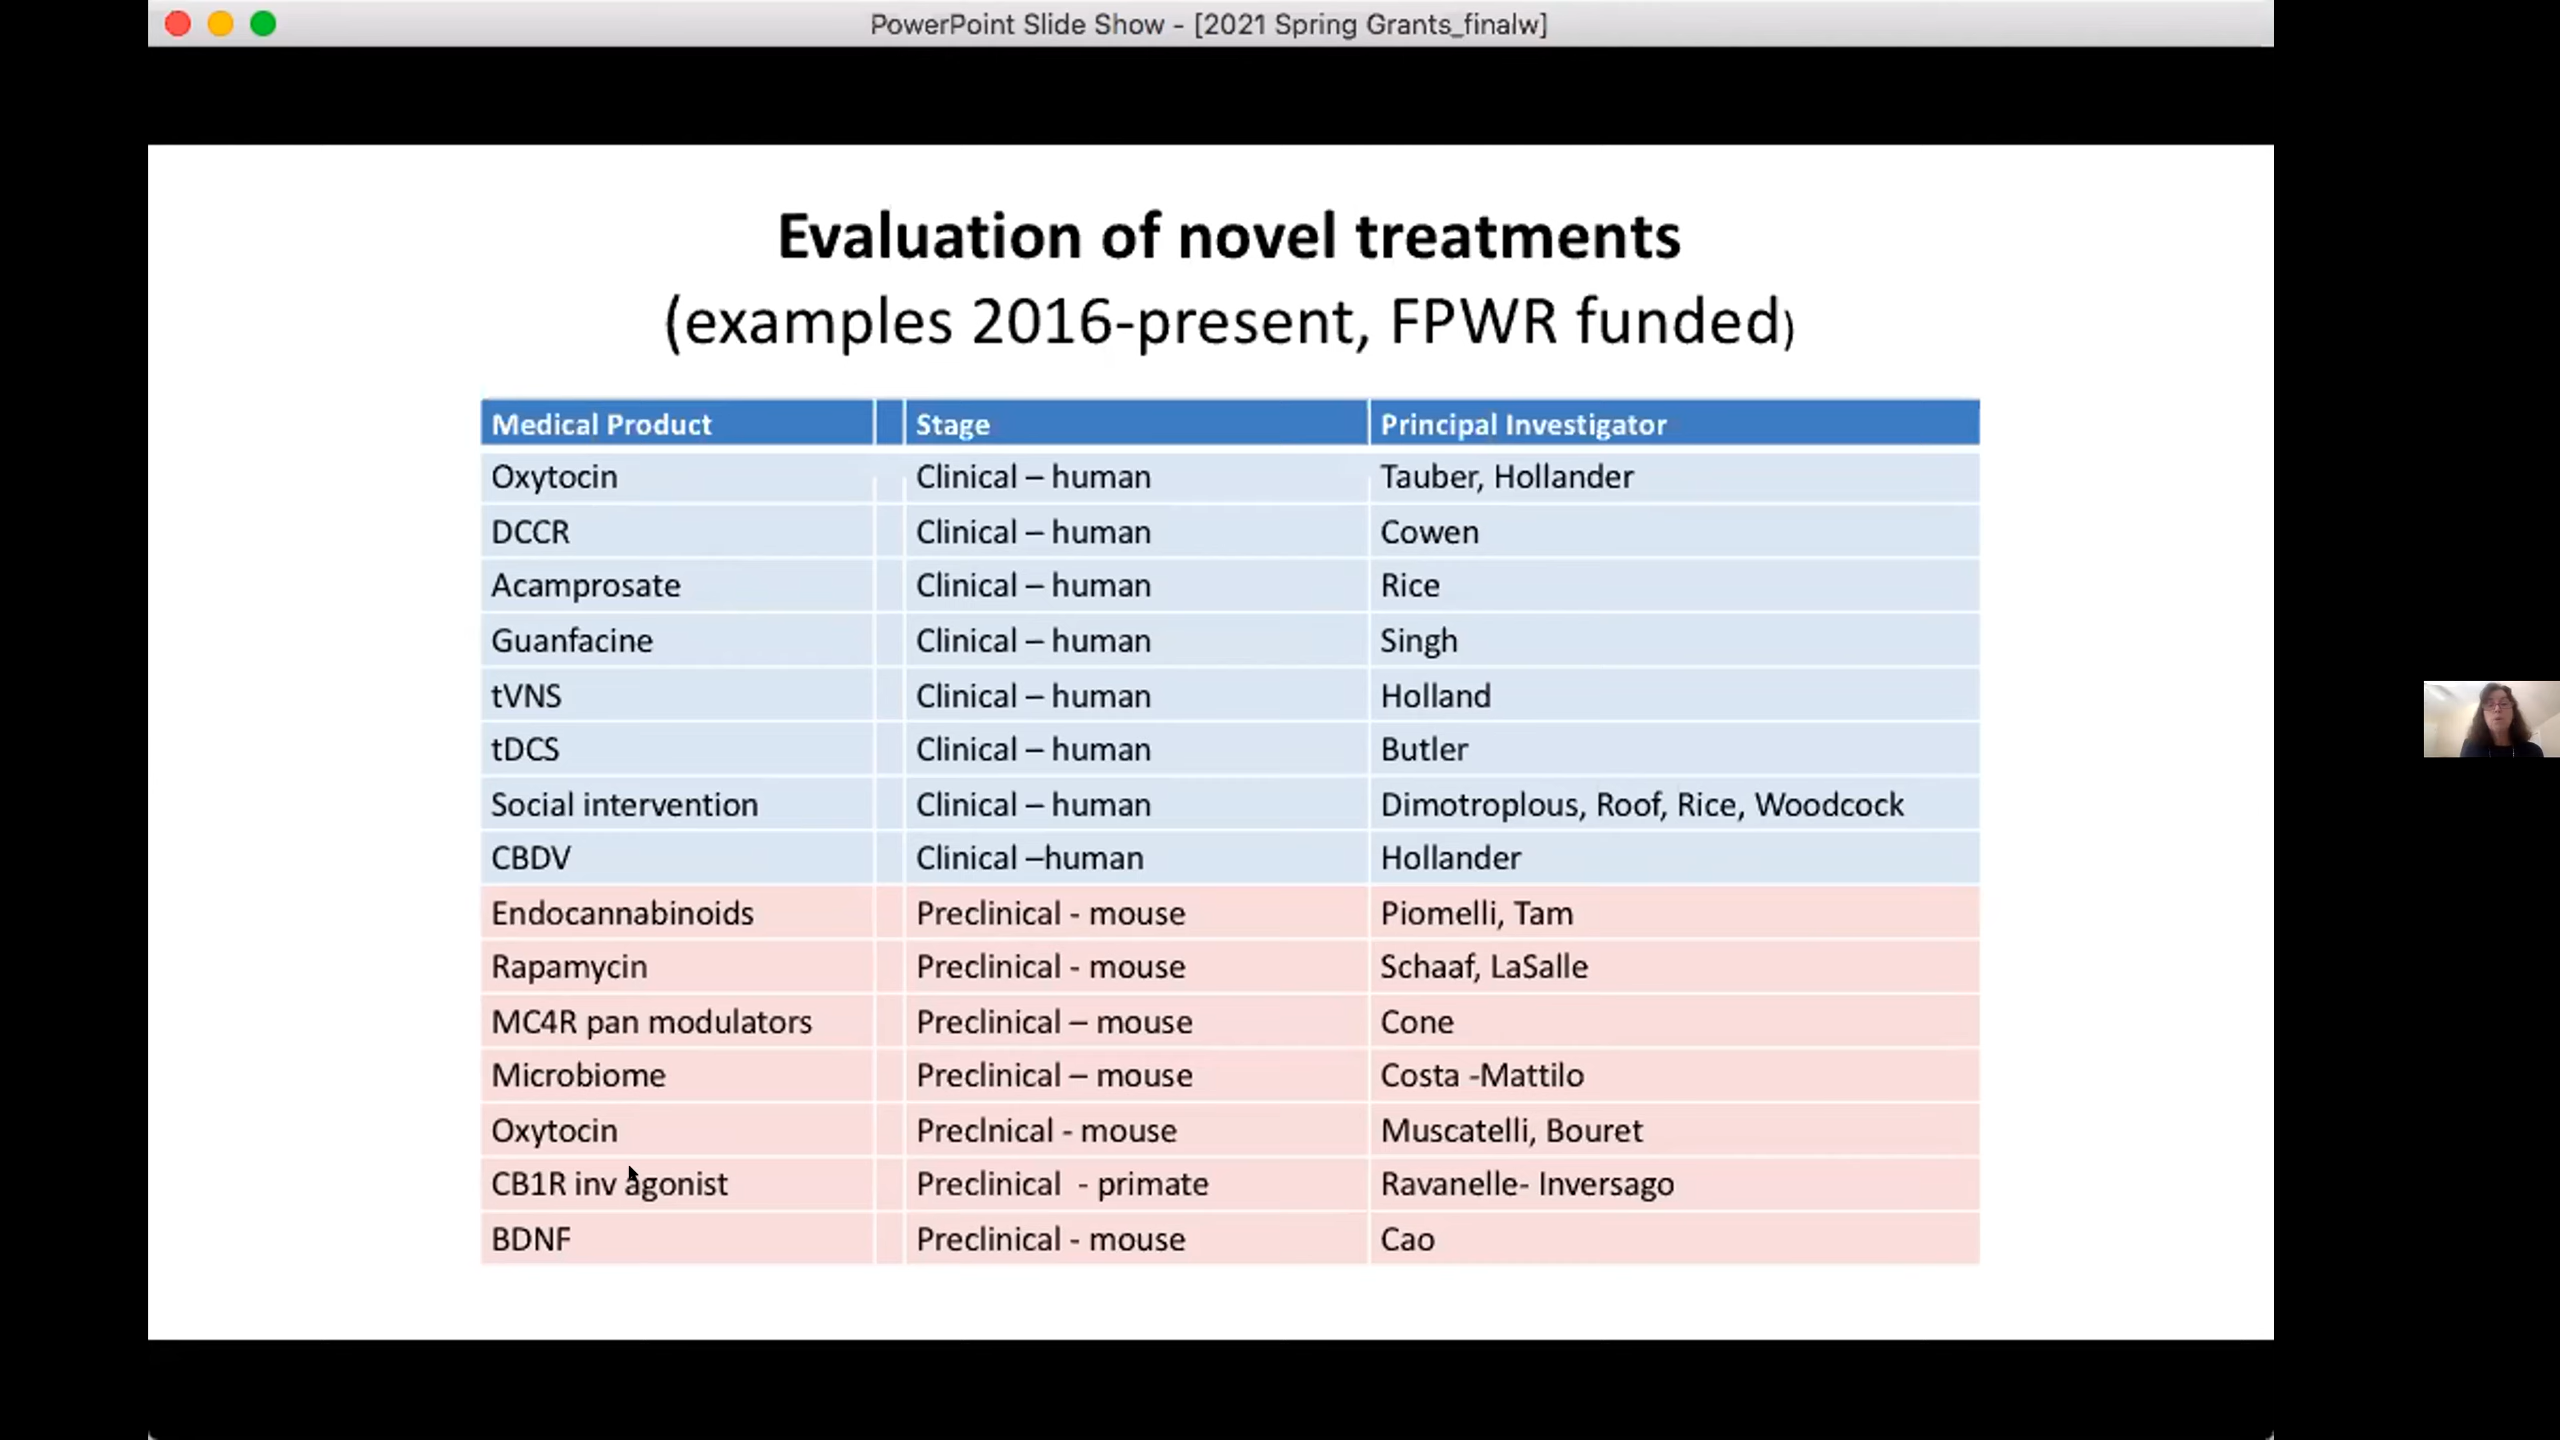 PowerPoint Slide Show - [2021 Spring Grants_finalw]
Evaluation of novel treatments
(examples 2016-present, FPWR funded)
Medical Product Stage Principal Investigator
Oxytocin Clinical – human Tauber, Hollander
DCCR Clinical – human Cowen
Acamprosate Clinical – human Rice
Guanfacine Clinical – human Singh
tVNS Clinical – human Holland
tDCS Clinical – human Butler
Social intervention Clinical – human Dimotroplous, Roof, Rice, Woodcock
CBDV Clinical –human Hollander
Endocannabinoids Preclinical - mouse Piomelli, Tam
Rapamycin Preclinical - mouse Schaaf, LaSalle
MC4R pan modulators Preclinical – mouse Cone
Microbiome Preclinical – mouse Costa -Mattilo
Oxytocin Preclnical - mouse Muscatelli, Bouret
CB1R inv agonist Preclinical - primate Ravanelle- Inversago
BDNF Preclinical - mouse Cao